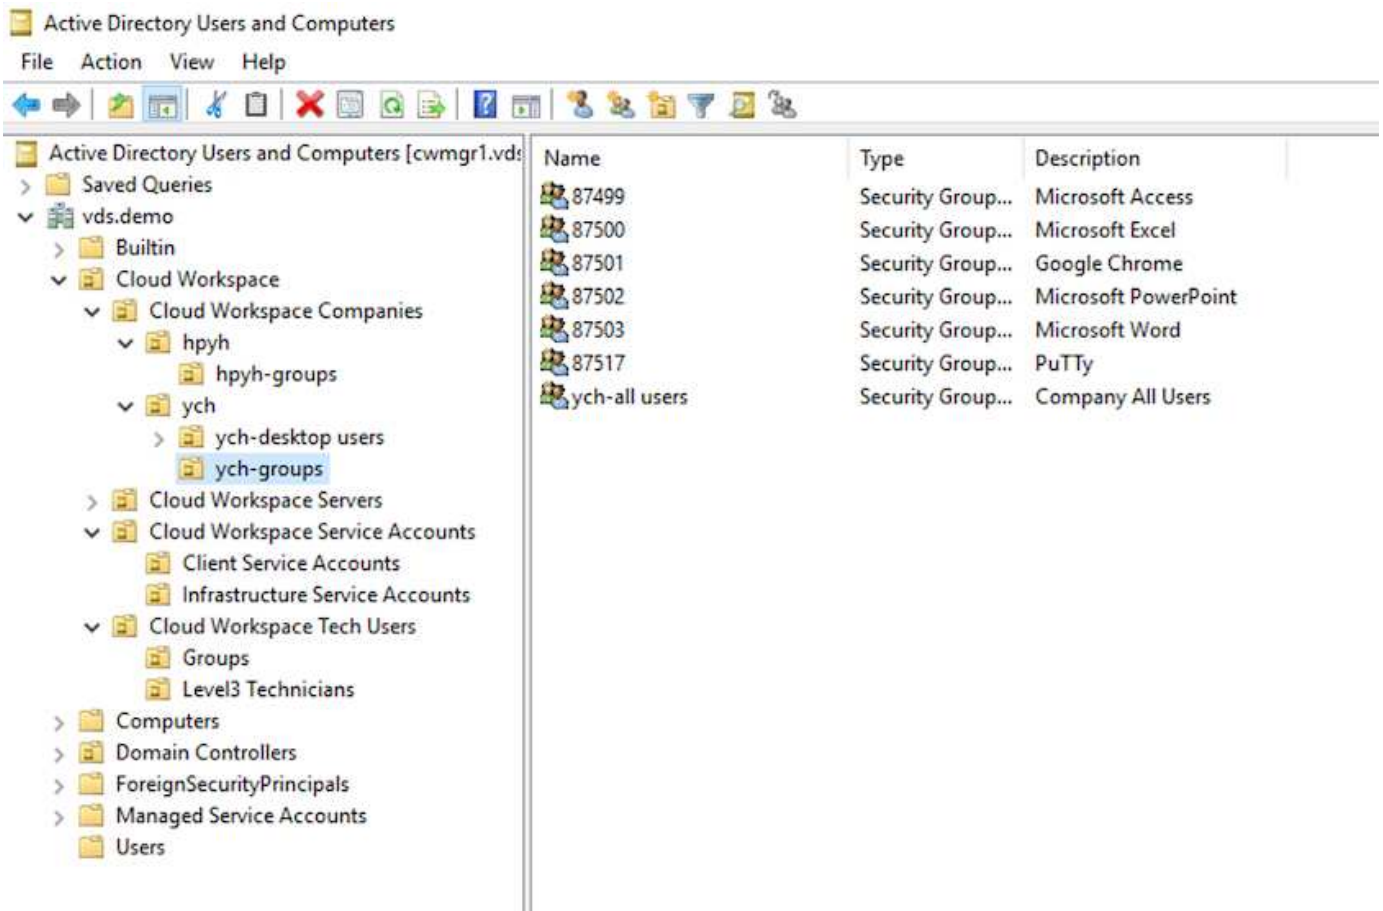 Active Directory Users and Computers
File Action View Help
Active Directory Users and Computers [cwmgr1.vds
Saved Queries
vds.demo
Builtin
Cloud Workspace
Cloud Workspace Companies
hpyh
hpyh-groups
ych
ych-desktop users
ych-groups
Cloud Workspace Servers
Cloud Workspace Service Accounts
Client Service Accounts
Infrastructure Service Accounts
Cloud Workspace Tech Users
Groups
Level3 Technicians
Computers
Domain Controllers
ForeignSecurityPrincipals
Managed Service Accounts
Users
Name Type Description
87499 Security Group... Microsoft Access
87500 Security Group... Microsoft Excel
87501 Security Group... Google Chrome
87502 Security Group... Microsoft PowerPoint
87503 Security Group... Microsoft Word
87517 Security Group... PuTTy
ych-all users Security Group... Company All Users